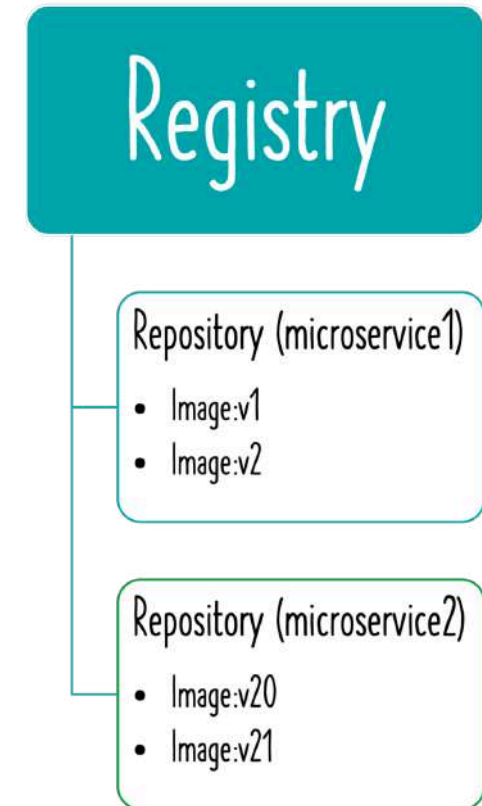 Registry
Repository (microservice1)
• Image:v1
• Image:v2
Repository (microservice2)
• Image:v20
• Image:v21